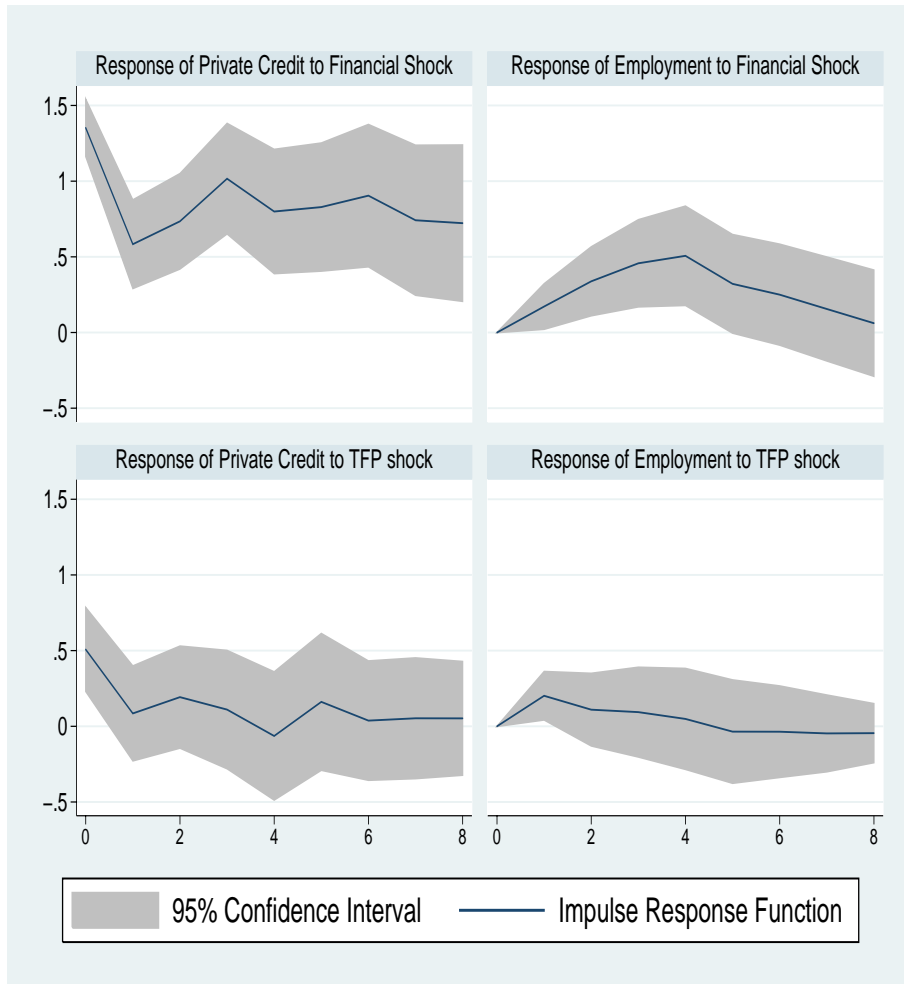 Response of Private Credit to Financial Shock
Response of Employment to Financial Shock
1.5
1
.5
0
−.5
Response of Private Credit to TFP shock
Response of Employment to TFP shock
1.5
1
.5
0
−.5
0 2 4 6 8
0 2 4 6 8
95% Confidence Interval
Impulse Response Function